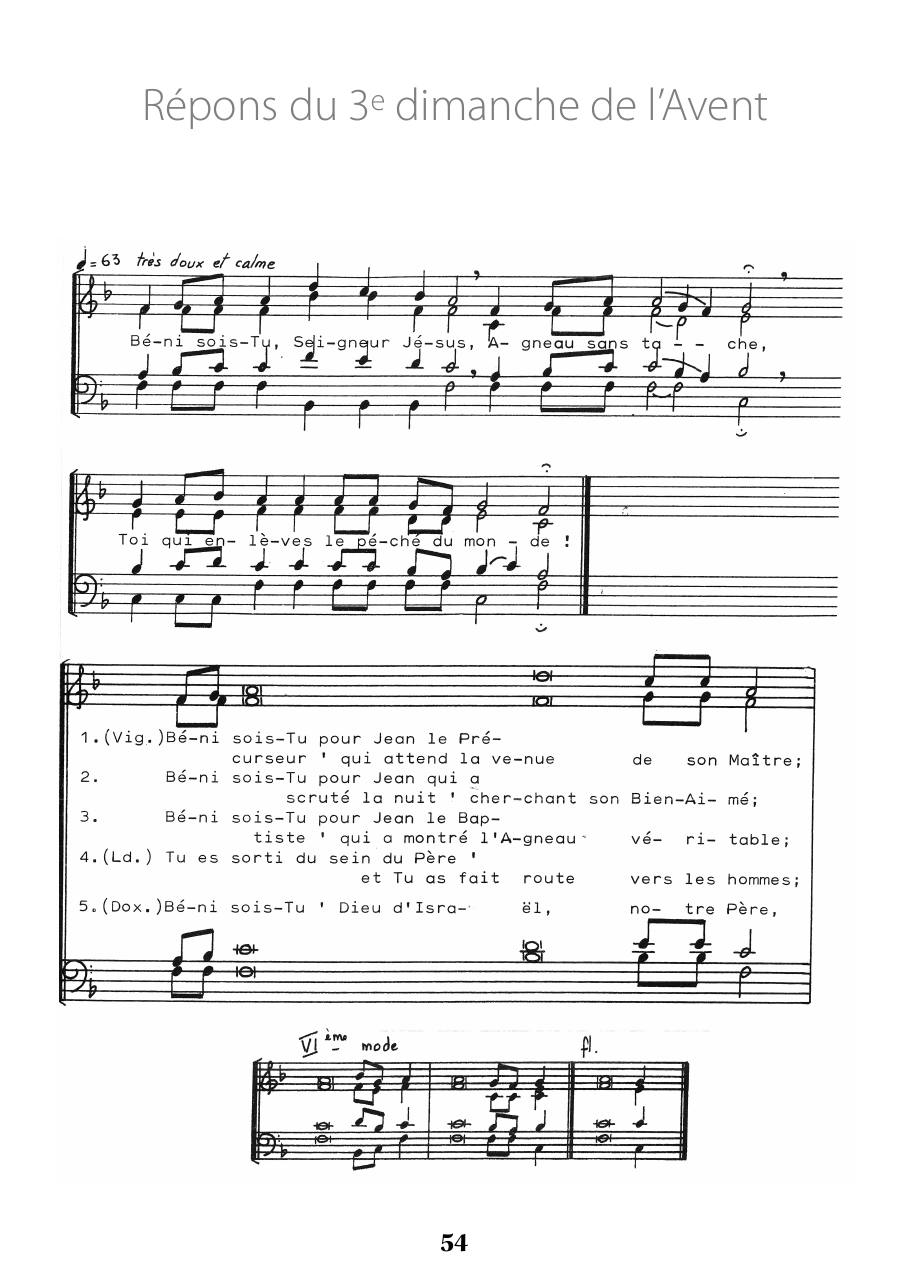 Répons du 3e dimanche de l'Avent
♩=63 très doux et calme
Bé-ni sois-Tu, Sei-gneur Jé-sus, A- gneau sans ta - - che,
Toi qui en- lè-ves le pé-ché du mon - de !
1.(Vig.)Bé-ni sois-Tu pour Jean le Pré-
curseur ' qui attend la ve-nue de son Maître;
2. Bé-ni sois-Tu pour Jean qui a
scruté la nuit ' cher-chant son Bien-Ai- mé;
3. Bé-ni sois-Tu pour Jean le Bap-
tiste ' qui a montré l'A-gneau vé- ri- table;
4.(Ld.) Tu es sorti du sein du Père '
et Tu as fait route vers les hommes;
5.(Dox.)Bé-ni sois-Tu ' Dieu d'Isra- ël, no- tre Père,
VI ème mode fl.
54